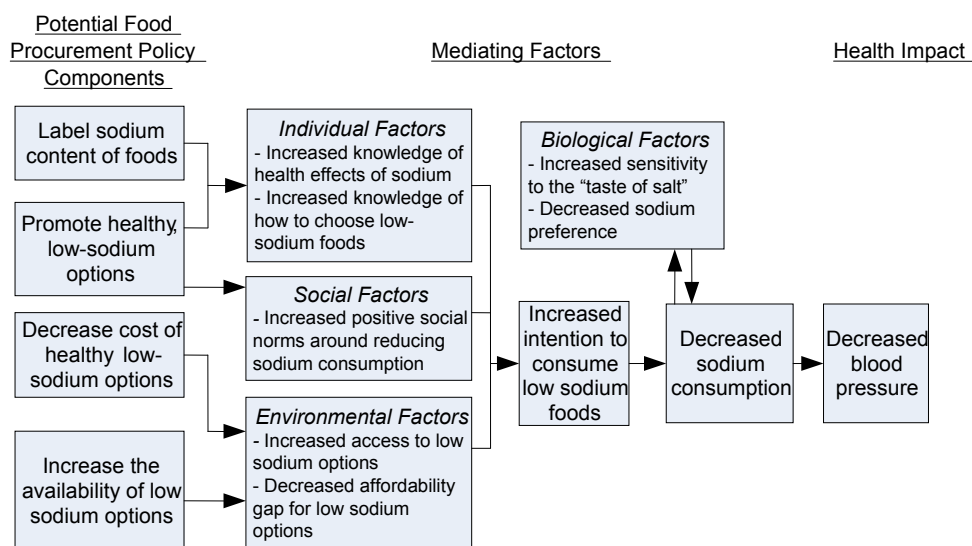 Potential Food
Procurement Policy
Components
Mediating Factors
Health Impact
Label sodium
content of foods
Promote healthy,
low-sodium
options
Decrease cost of
healthy low-
sodium options
Increase the
availability of low
sodium options
Individual Factors
- Increased knowledge of
health effects of sodium
- Increased knowledge of
how to choose low-
sodium foods
Social Factors
- Increased positive social
norms around reducing
sodium consumption
Environmental Factors
- Increased access to low
sodium options
- Decreased affordability
gap for low sodium
options
Biological Factors
- Increased sensitivity
to the “taste of salt”
- Decreased sodium
preference
Increased
intention to
consume
low sodium
foods
Decreased
sodium
consumption
Decreased
blood
pressure